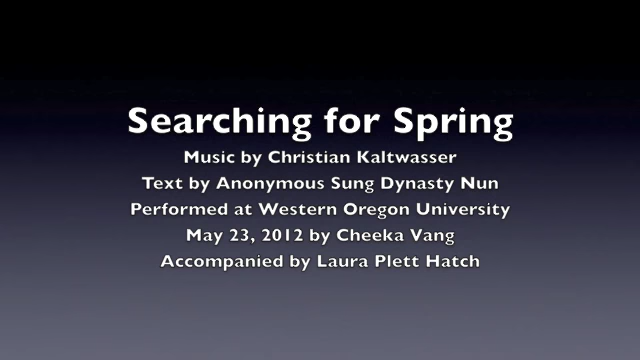 Searching for Spring
Music by Christian Kaltwasser
Text by Anonymous Sung Dynasty Nun
Performed at Western Oregon University
May 23, 2012 by Cheeka Vang
Accompanied by Laura Plett Hatch